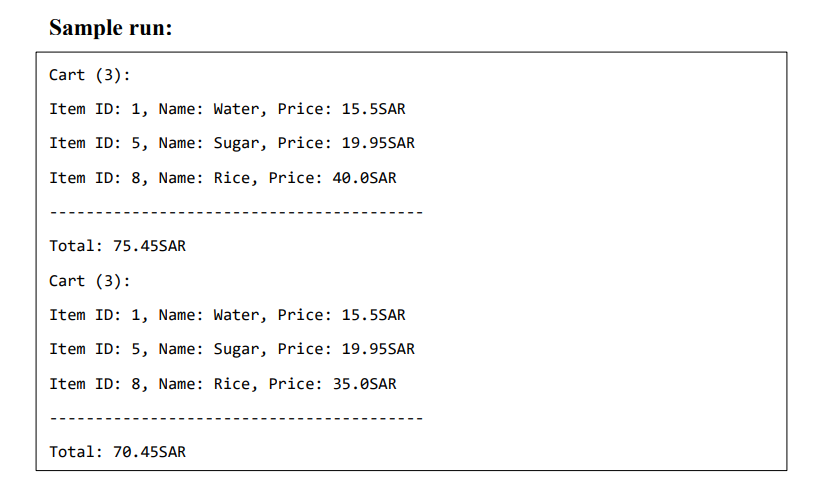 Sample run:
Cart (3):
Item ID: 1, Name: Water, Price: 15.5SAR
Item ID: 5, Name: Sugar, Price: 19.95SAR
Item ID: 8, Name: Rice, Price: 40.0SAR
-----------------------------------------
Total: 75.45SAR
Cart (3):
Item ID: 1, Name: Water, Price: 15.5SAR
Item ID: 5, Name: Sugar, Price: 19.95SAR
Item ID: 8, Name: Rice, Price: 35.0SAR
-----------------------------------------
Total: 70.45SAR